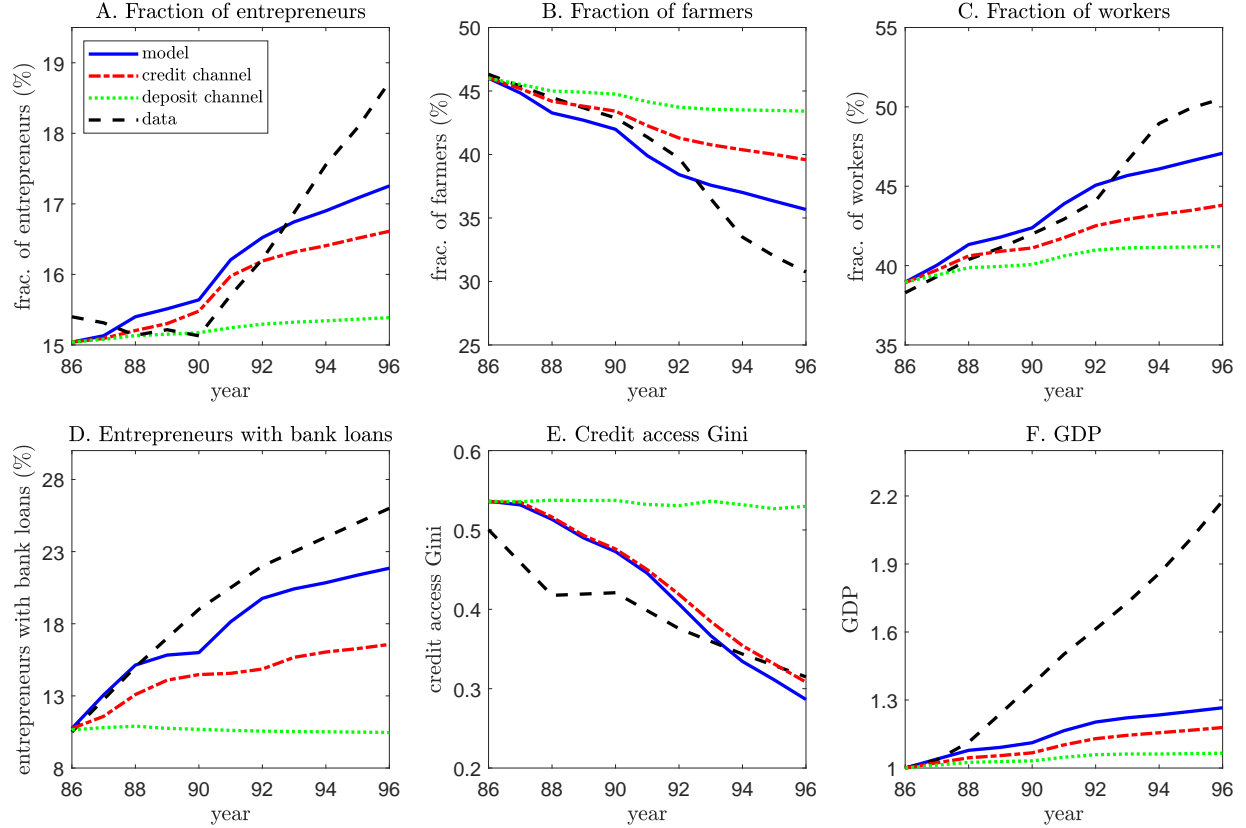 A. Fraction of entrepreneurs
frac. of entrepreneurs (%)
19
18
17
16
15
model
credit channel
deposit channel
data
86 88 90 92 94 96
year
B. Fraction of farmers
frac. of farmers (%)
50
45
40
35
30
25
86 88 90 92 94 96
year
C. Fraction of workers
frac. of workers (%)
55
50
45
40
35
86 88 90 92 94 96
year
D. Entrepreneurs with bank loans
entrepreneurs with bank loans (%)
28
23
18
13
8
86 88 90 92 94 96
year
E. Credit access Gini
credit access Gini
0.6
0.5
0.4
0.3
0.2
86 88 90 92 94 96
year
F. GDP
GDP
2.2
1.9
1.6
1.3
1
86 88 90 92 94 96
year